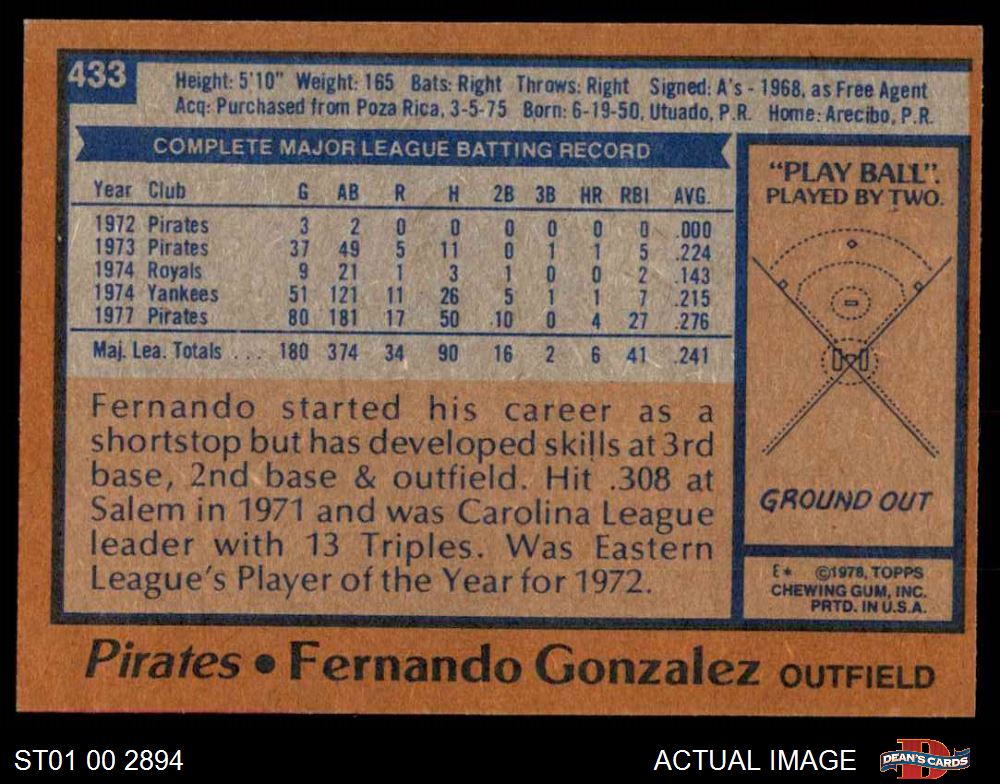 433
Height: 5'10" Weight: 165 Bats: Right Throws: Right Signed: A's - 1968, as Free Agent
Acq: Purchased from Poza Rica, 3-5-75 Born: 6-19-50, Utuado, P.R. Home: Arecibo, P.R.
COMPLETE MAJOR LEAGUE BATTING RECORD
Year Club G AB R H 2B 3B HR RBI AVG.
1972 Pirates 3 2 0 0 0 0 0 0 .000
1973 Pirates 37 49 5 11 0 1 1 5 .224
1974 Royals 9 21 1 3 1 0 0 2 .143
1974 Yankees 51 121 11 26 5 1 1 7 .215
1977 Pirates 80 181 17 50 10 0 4 27 .276
Maj. Lea. Totals ... 180 374 34 90 16 2 6 41 .241
Fernando started his career as a
shortstop but has developed skills at 3rd
base, 2nd base & outfield. Hit .308 at
Salem in 1971 and was Carolina League
leader with 13 Triples. Was Eastern
League's Player of the Year for 1972.
"PLAY BALL".
PLAYED BY TWO.
GROUND OUT
E* ©1978, TOPPS
CHEWING GUM, INC.
PRTD. IN U.S.A.
Pirates • Fernando Gonzalez OUTFIELD
ST01 00 2894 ACTUAL IMAGE DEAN'S CARDS